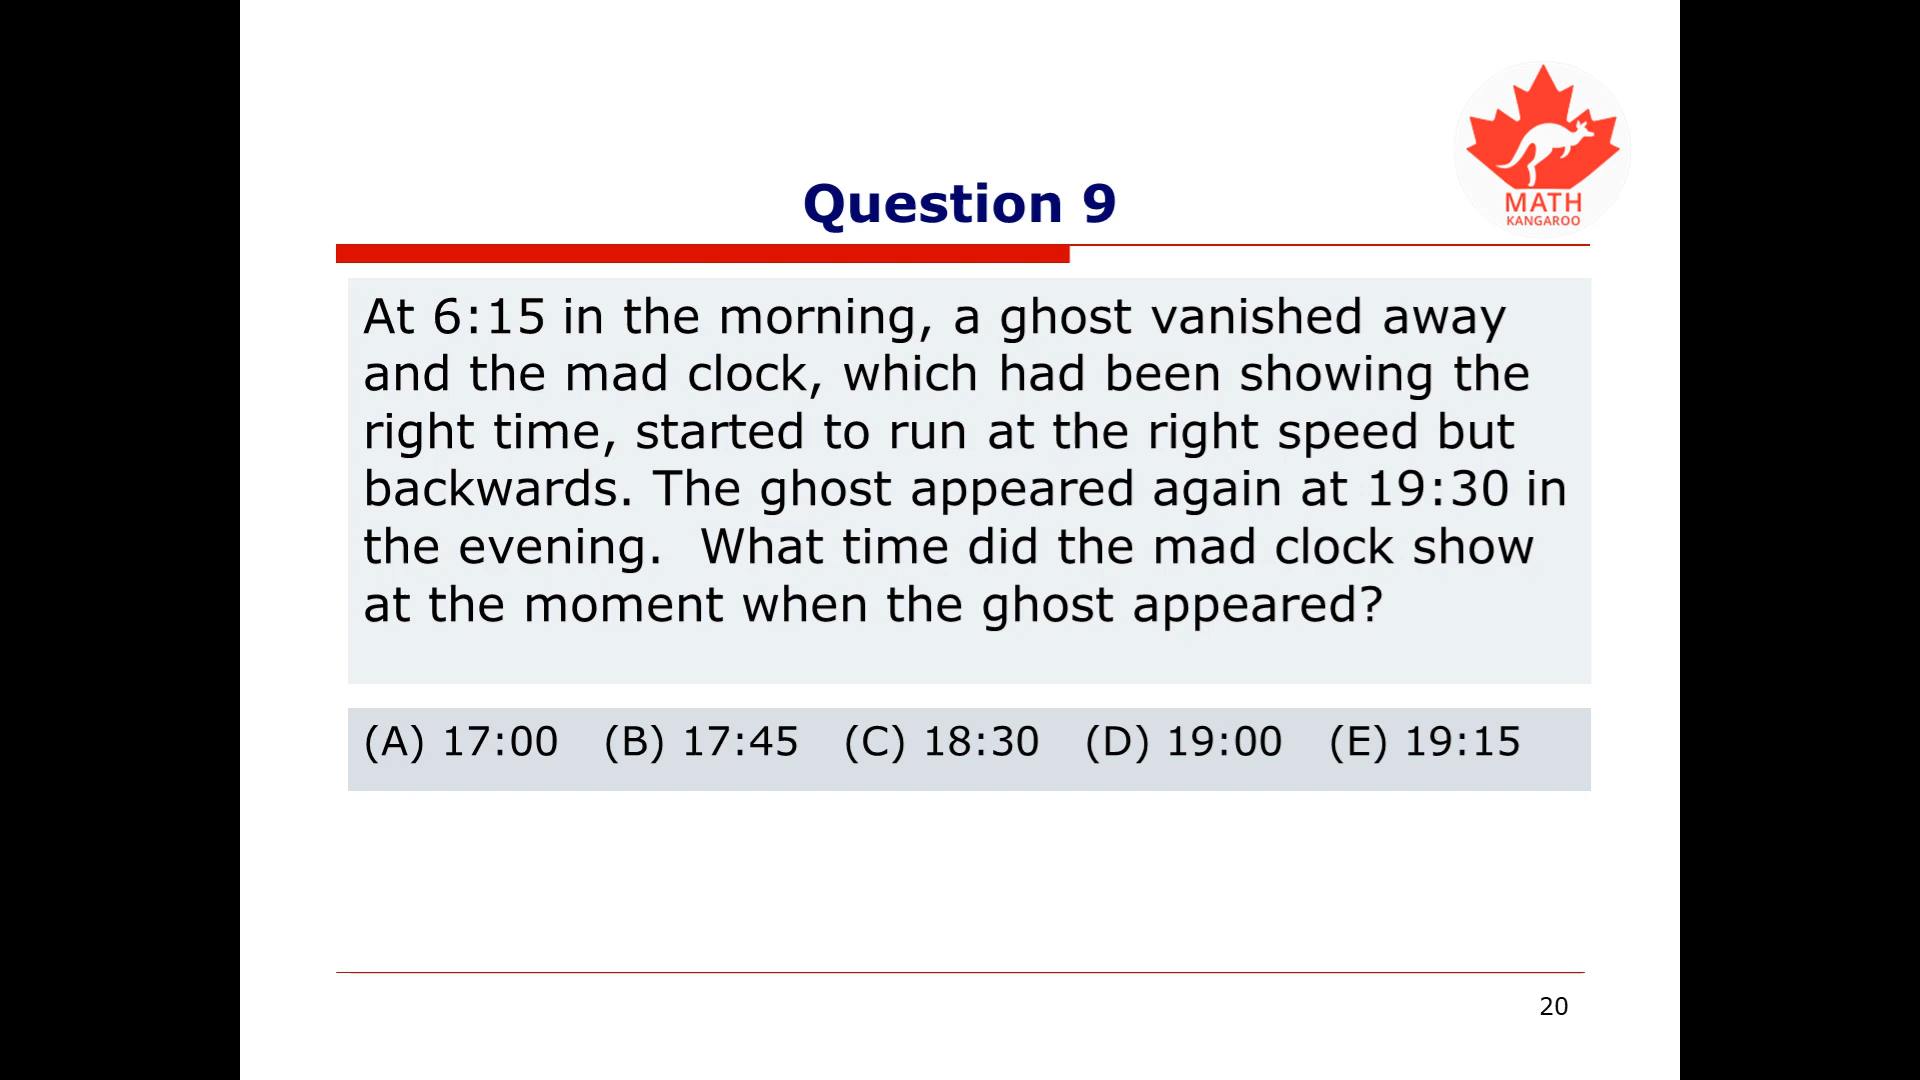 MATH
KANGAROO
Question 9
At 6:15 in the morning, a ghost vanished away
and the mad clock, which had been showing the
right time, started to run at the right speed but
backwards. The ghost appeared again at 19:30 in
the evening.  What time did the mad clock show
at the moment when the ghost appeared?
(A) 17:00   (B) 17:45   (C) 18:30   (D) 19:00   (E) 19:15
20